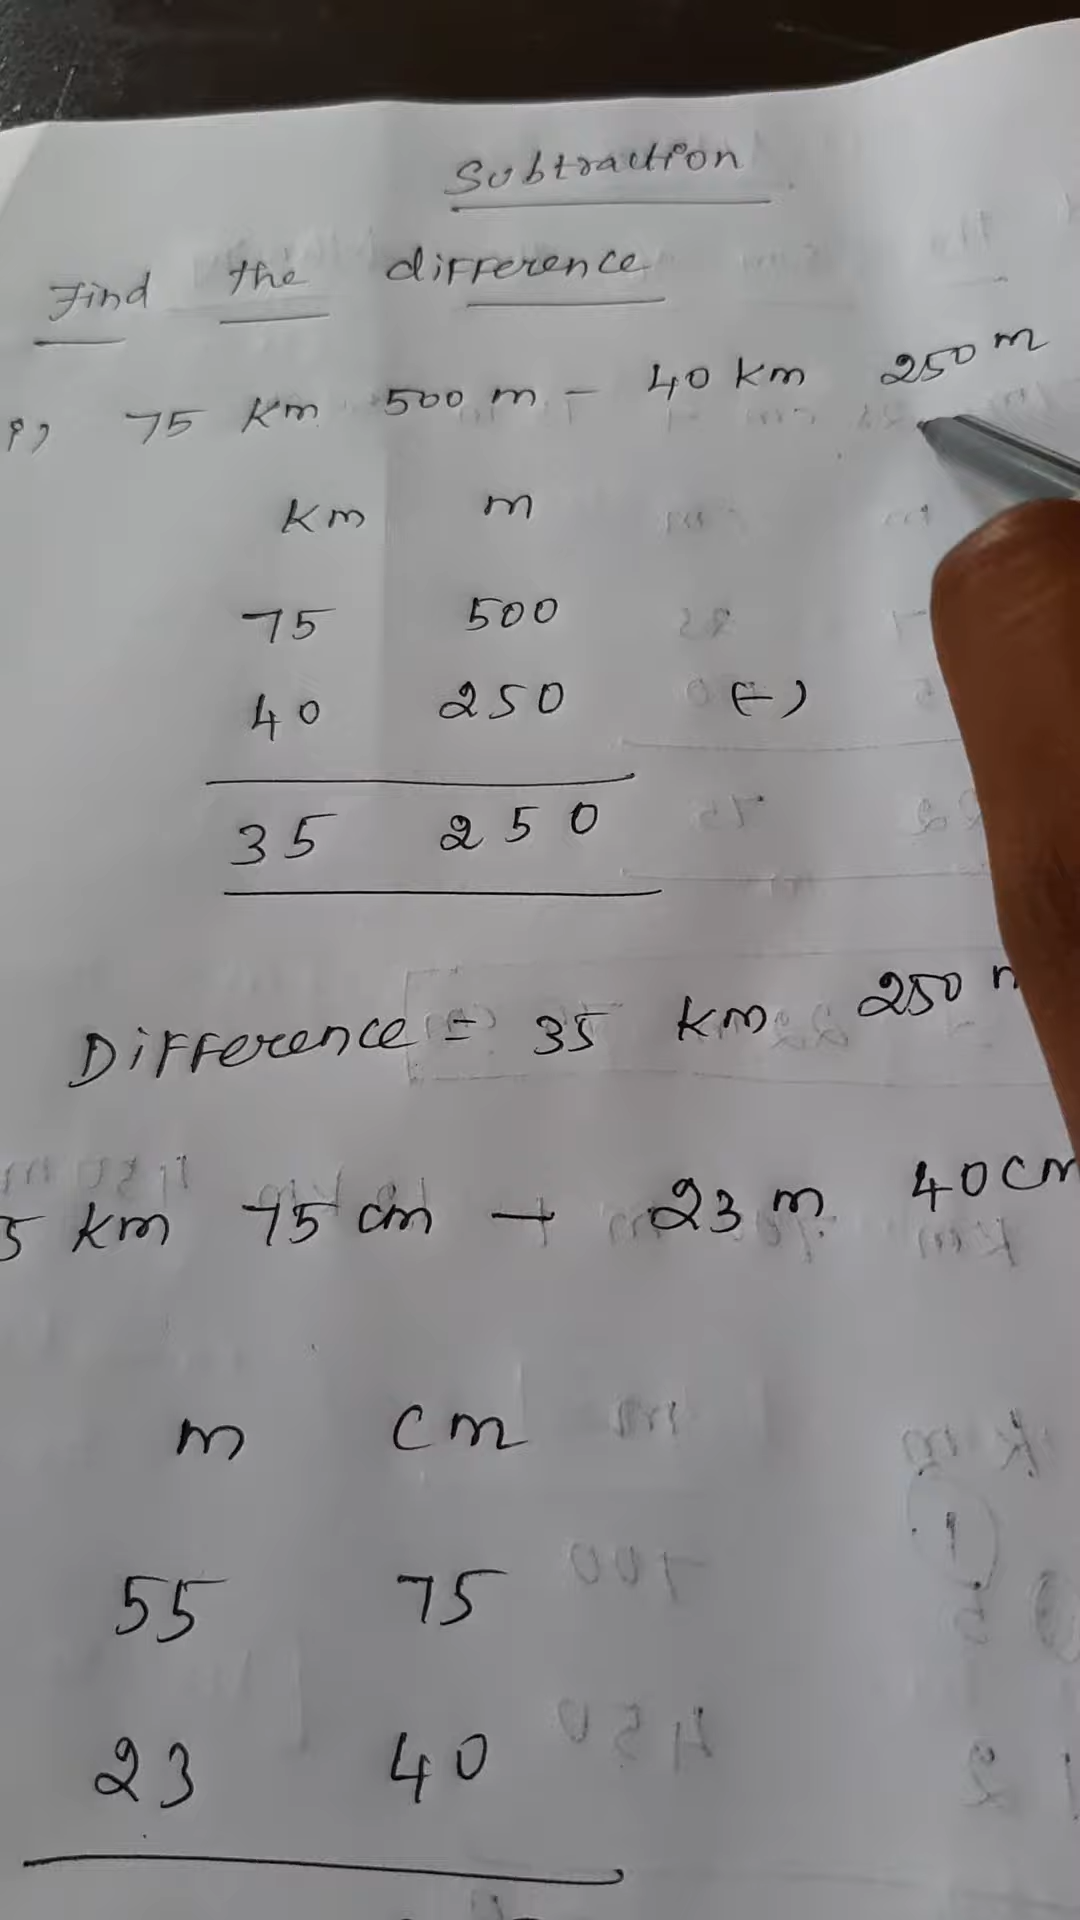 Subtraction
Find the difference
i, 75 Km 500 m - 40 Km 250 m
Km m
75 500
40 250 (-)
35 250
Difference = 35 Km 250 m
5 Km 75 cm - 23 m 40 cm
m cm
55 75
23 40